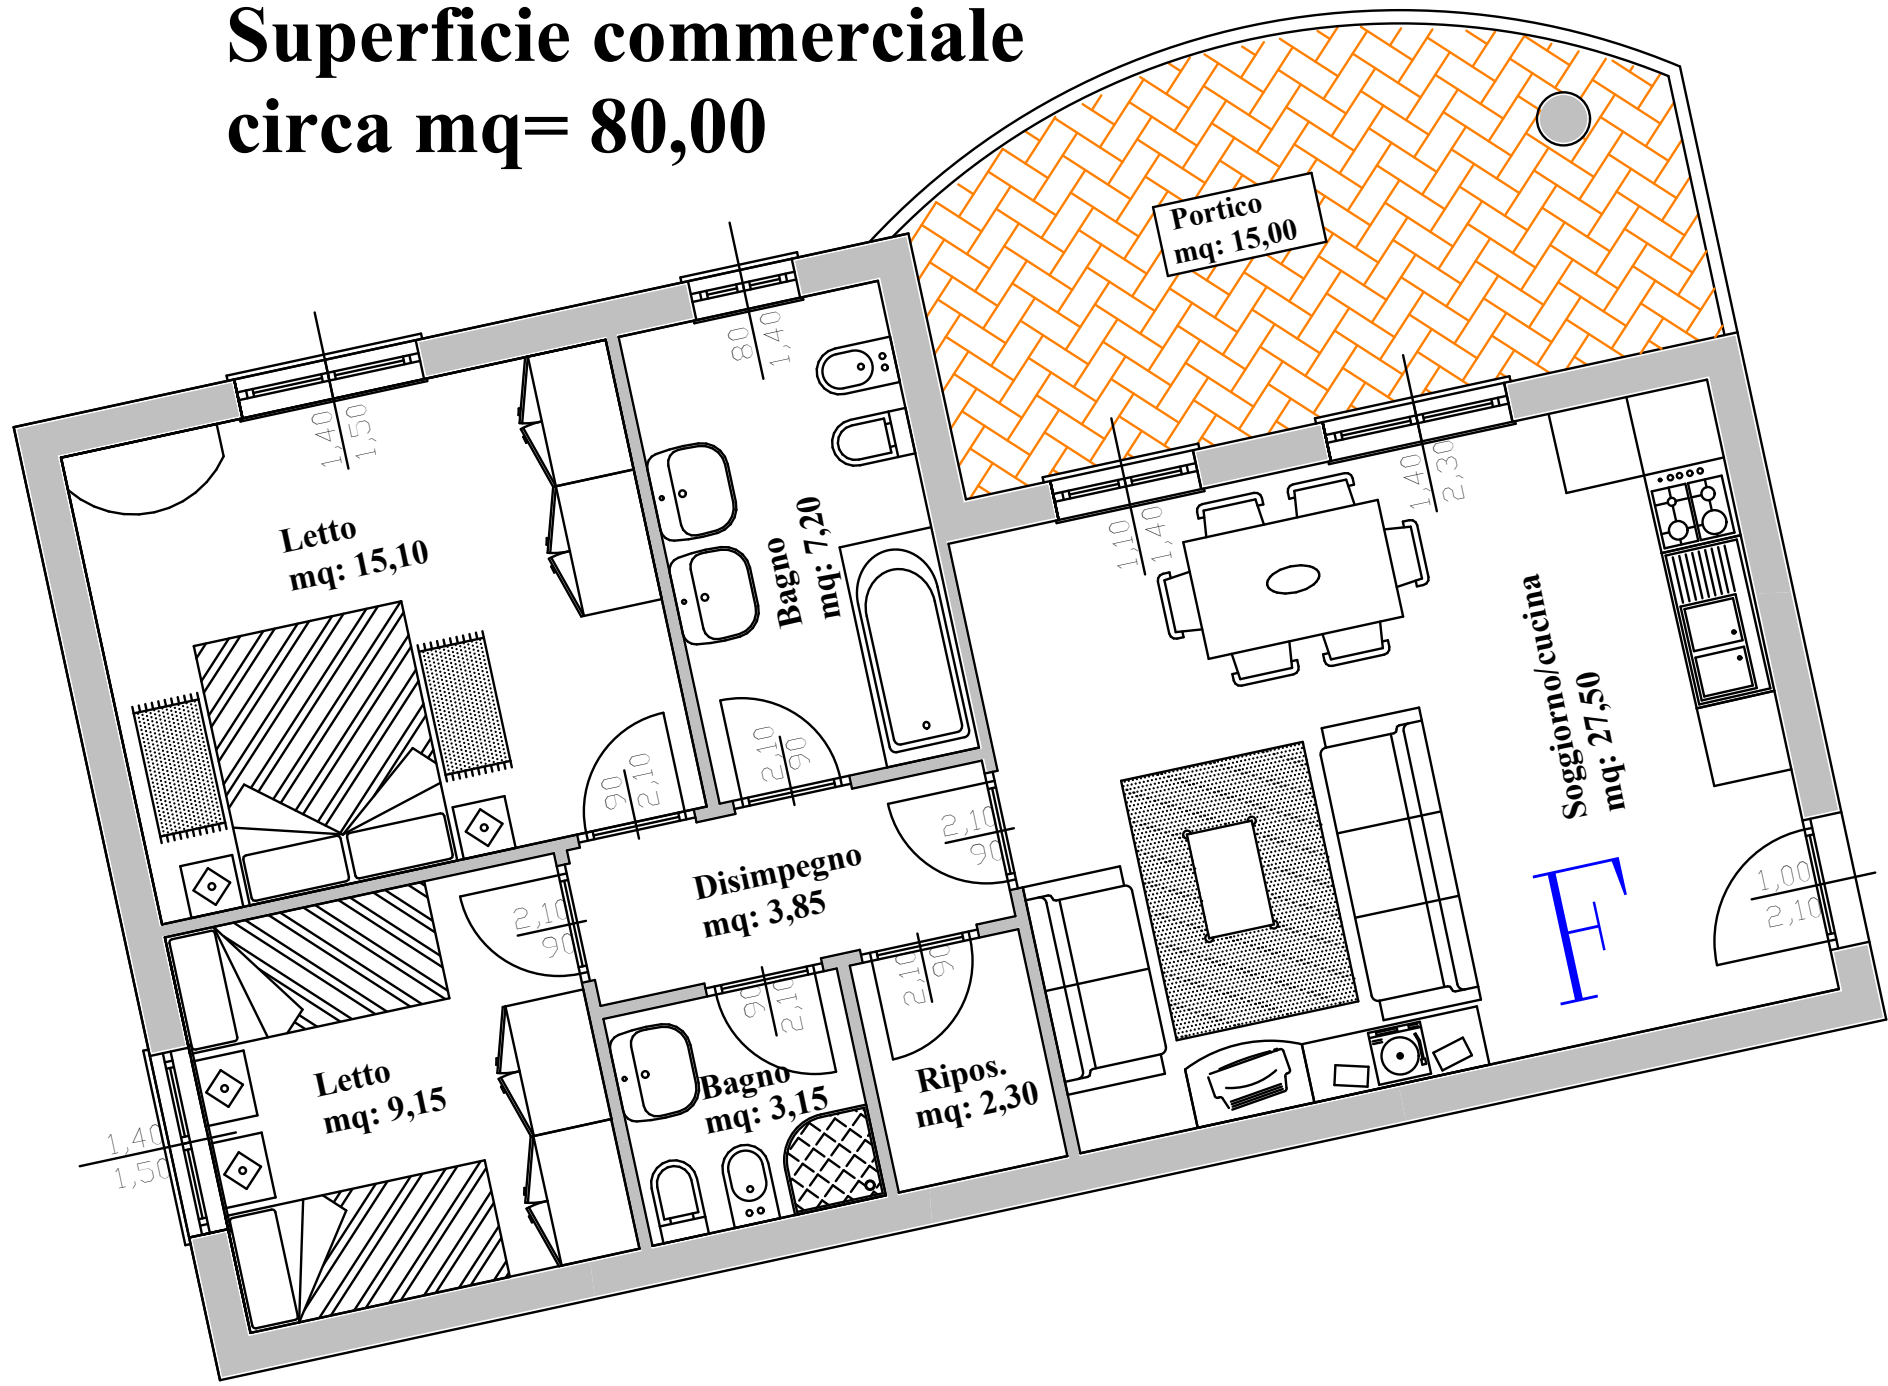 Superficie commerciale
circa mq= 80,00
Portico
mq: 15,00
80
1,40
1,40
1,50
Letto
mq: 15,10
Bagno
mq: 7,20
1,10
1,40
1,40
2,30
Soggiorno/cucina
mq: 27,50
90
2,10
2,10
90
2,10
90
Disimpegno
mq: 3,85
2,10
90
1,00
2,10
F
90
2,10
2,10
90
Letto
mq: 9,15
Bagno
mq: 3,15
Ripos.
mq: 2,30
1,40
1,50